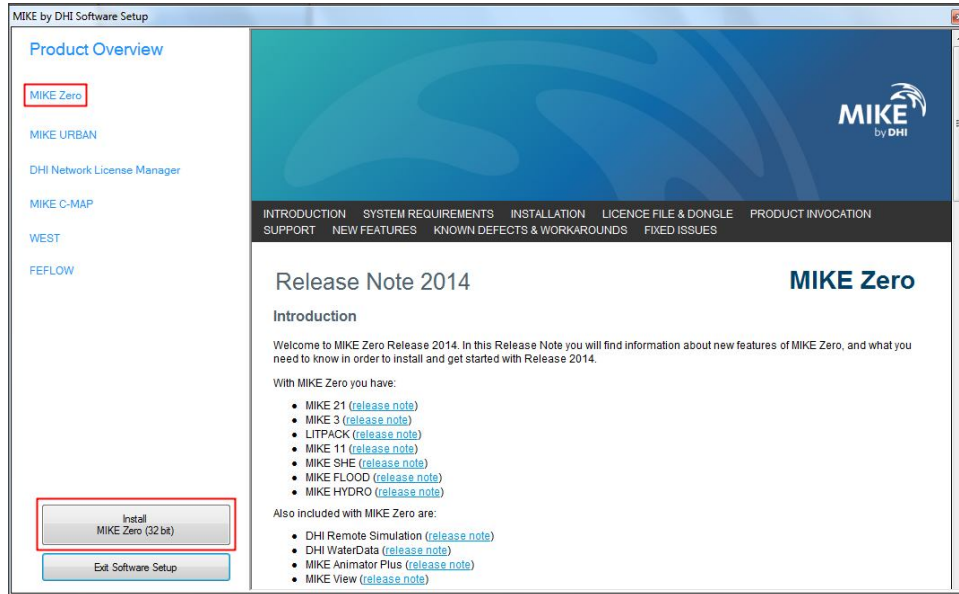 MIKE by DHI Software Setup
Product Overview
MIKE Zero
MIKE URBAN
DHI Network License Manager
MIKE C-MAP
WEST
FEFLOW
Install
MIKE Zero (32 bit)
Exit Software Setup
MIKE
by DHI
INTRODUCTION SYSTEM REQUIREMENTS INSTALLATION LICENCE FILE & DONGLE PRODUCT INVOCATION
SUPPORT NEW FEATURES KNOWN DEFECTS & WORKAROUNDS FIXED ISSUES
Release Note 2014
MIKE Zero
Introduction
Welcome to MIKE Zero Release 2014. In this Release Note you will find information about new features of MIKE Zero, and what you
need to know in order to install and get started with Release 2014.
With MIKE Zero you have:
• MIKE 21 (release note)
• MIKE 3 (release note)
• LITPACK (release note)
• MIKE 11 (release note)
• MIKE SHE (release note)
• MIKE FLOOD (release note)
• MIKE HYDRO (release note)
Also included with MIKE Zero are:
• DHI Remote Simulation (release note)
• DHI WaterData (release note)
• MIKE Animator Plus (release note)
• MIKE View (release note)